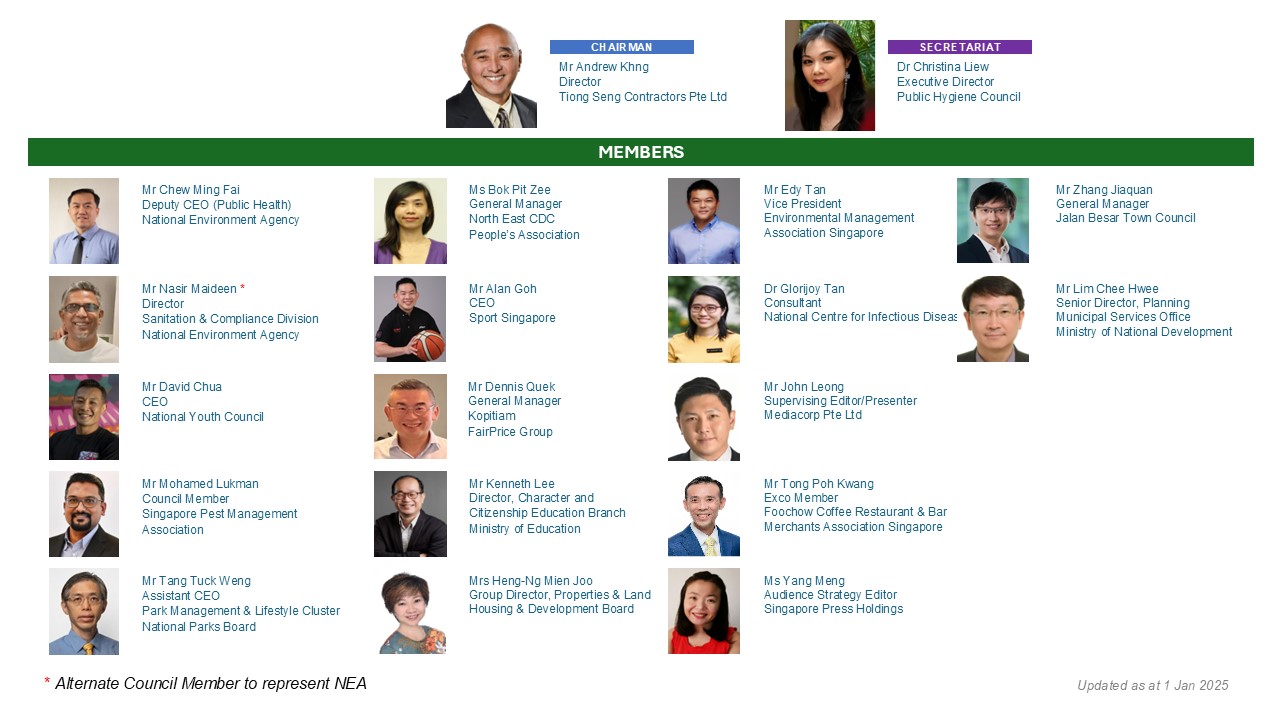 CHAIRMAN
Mr Andrew Khng
Director
Tiong Seng Contractors Pte Ltd
SECRETARIAT
Dr Christina Liew
Executive Director
Public Hygiene Council
MEMBERS
Mr Chew Ming Fai
Deputy CEO (Public Health)
National Environment Agency
Ms Bok Pit Zee
General Manager
North East CDC
People's Association
Mr Edy Tan
Vice President
Environmental Management
Association Singapore
Mr Zhang Jiaquan
General Manager
Jalan Besar Town Council
Mr Nasir Maideen *
Director
Sanitation & Compliance Division
National Environment Agency
Mr Alan Goh
CEO
Sport Singapore
Dr Glorijoy Tan
Consultant
National Centre for Infectious Diseas
Mr Lim Chee Hwee
Senior Director, Planning
Municipal Services Office
Ministry of National Development
Mr David Chua
CEO
National Youth Council
Mr Dennis Quek
General Manager
Kopitiam
FairPrice Group
Mr John Leong
Supervising Editor/Presenter
Mediacorp Pte Ltd
Mr Mohamed Lukman
Council Member
Singapore Pest Management
Association
Mr Kenneth Lee
Director, Character and
Citizenship Education Branch
Ministry of Education
Mr Tong Poh Kwang
Exco Member
Foochow Coffee Restaurant & Bar
Merchants Association Singapore
Mr Tang Tuck Weng
Assistant CEO
Park Management & Lifestyle Cluster
National Parks Board
Mrs Heng-Ng Mien Joo
Group Director, Properties & Land
Housing & Development Board
Ms Yang Meng
Audience Strategy Editor
Singapore Press Holdings
* Alternate Council Member to represent NEA
Updated as at 1 Jan 2025